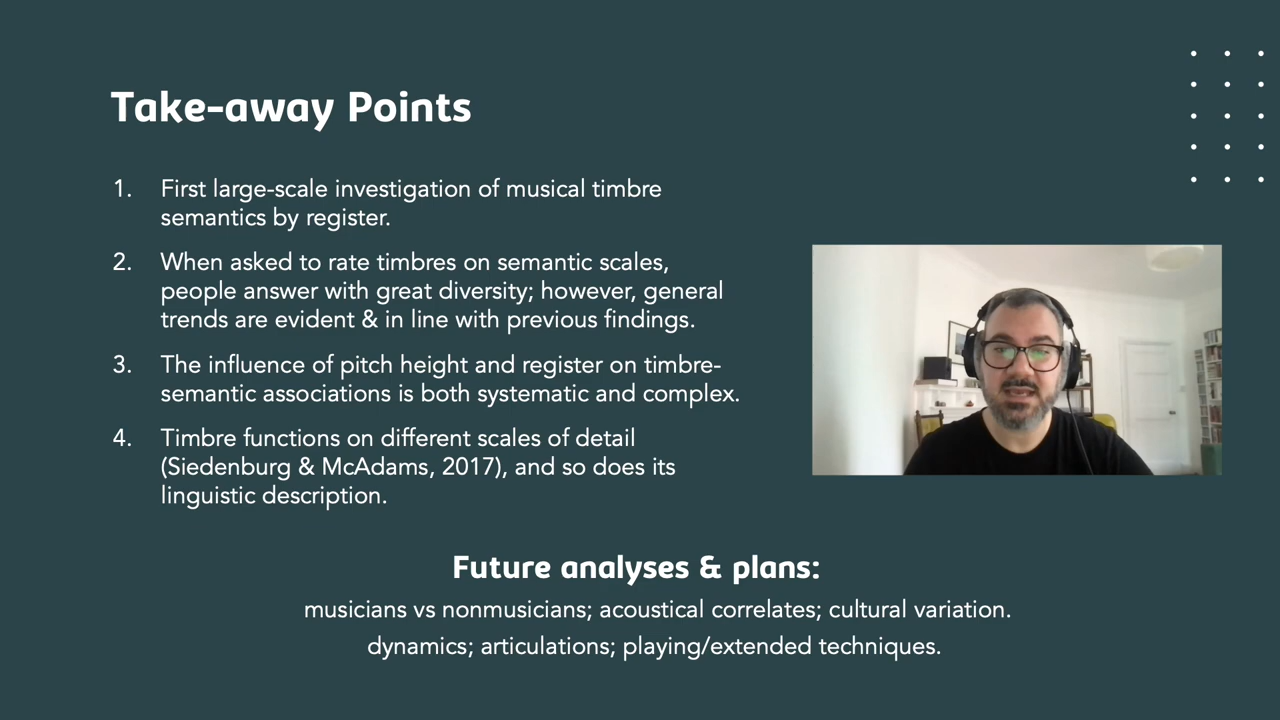 Take-away Points
1. First large-scale investigation of musical timbre
semantics by register.
2. When asked to rate timbres on semantic scales,
people answer with great diversity; however, general
trends are evident & in line with previous findings.
3. The influence of pitch height and register on timbre-
semantic associations is both systematic and complex.
4. Timbre functions on different scales of detail
(Siedenburg & McAdams, 2017), and so does its
linguistic description.
Future analyses & plans:
musicians vs nonmusicians; acoustical correlates; cultural variation.
dynamics; articulations; playing/extended techniques.